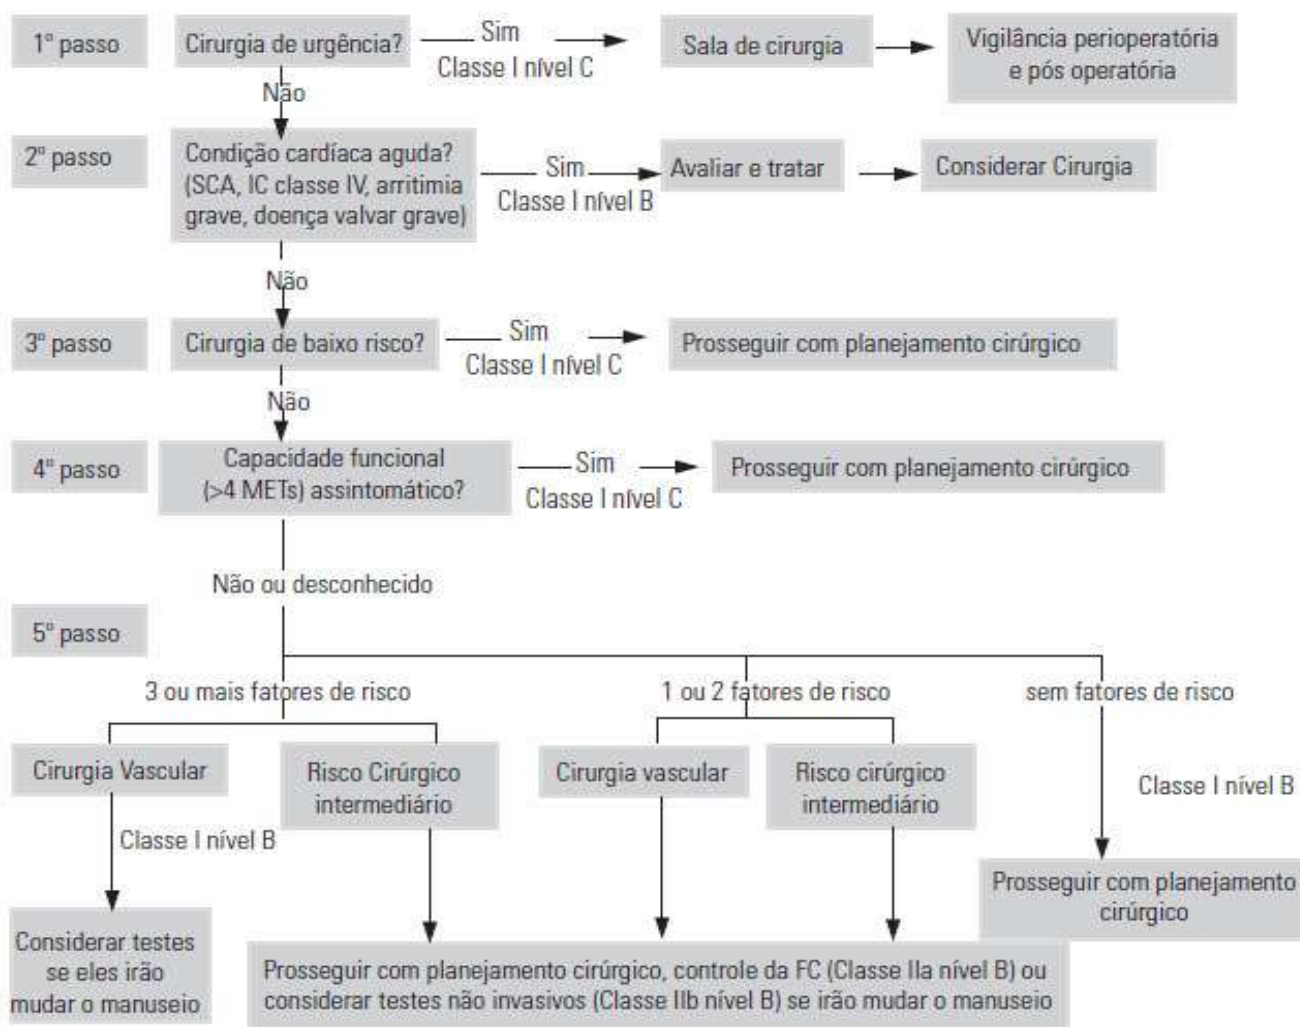 1º passo
Cirurgia de urgência?
Sim
Classe I nível C
Sala de cirurgia
Vigilância perioperatória
e pós operatória
Não
2º passo
Condição cardíaca aguda?
(SCA, IC classe IV, arritimia
grave, doença valvar grave)
Sim
Classe I nível B
Avaliar e tratar
Considerar Cirurgia
Não
3º passo
Cirurgia de baixo risco?
Sim
Classe I nível C
Prosseguir com planejamento cirúrgico
Não
4º passo
Capacidade funcional
(>4 METs) assintomático?
Sim
Classe I nível C
Prosseguir com planejamento cirúrgico
Não ou desconhecido
5º passo
3 ou mais fatores de risco
1 ou 2 fatores de risco
sem fatores de risco
Cirurgia Vascular
Risco Cirúrgico
intermediário
Cirurgia vascular
Risco cirúrgico
intermediário
Classe I nível B
Classe I nível B
Considerar testes
se eles irão
mudar o manuseio
Prosseguir com planejamento cirúrgico, controle da FC (Classe IIa nível B) ou
considerar testes não invasivos (Classe IIb nível B) se irão mudar o manuseio
Prosseguir com planejamento
cirúrgico